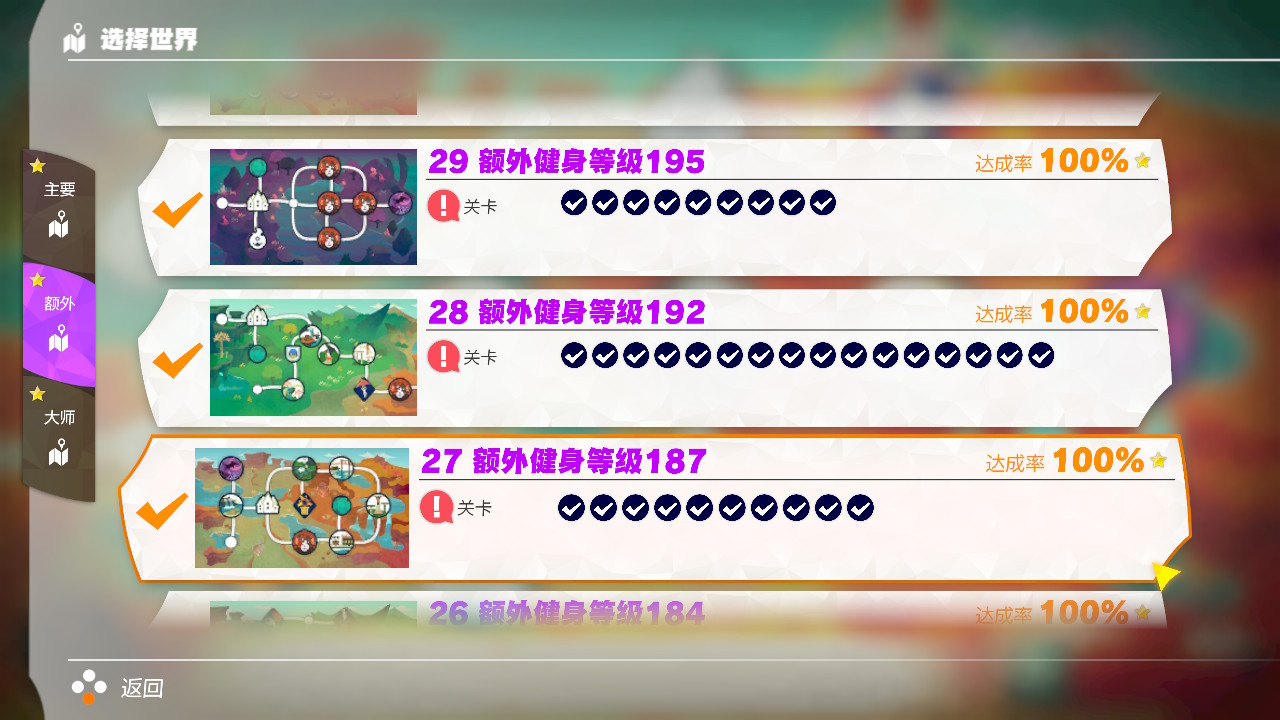 选择世界
主要
额外
大师
29 额外健身等级195
达成率 100%
关卡
28 额外健身等级192
达成率 100%
关卡
27 额外健身等级187
达成率 100%
关卡
26 额外健身等级184
达成率 100%
返回